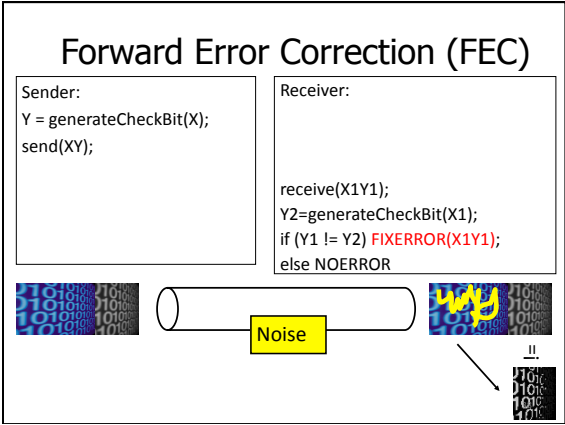 Forward Error Correction (FEC)
Sender:
Y = generateCheckBit(X);
send(XY);
Receiver:
receive(X1Y1);
Y2=generateCheckBit(X1);
if (Y1 != Y2) FIXERROR(X1Y1);
else NOERROR
Noise